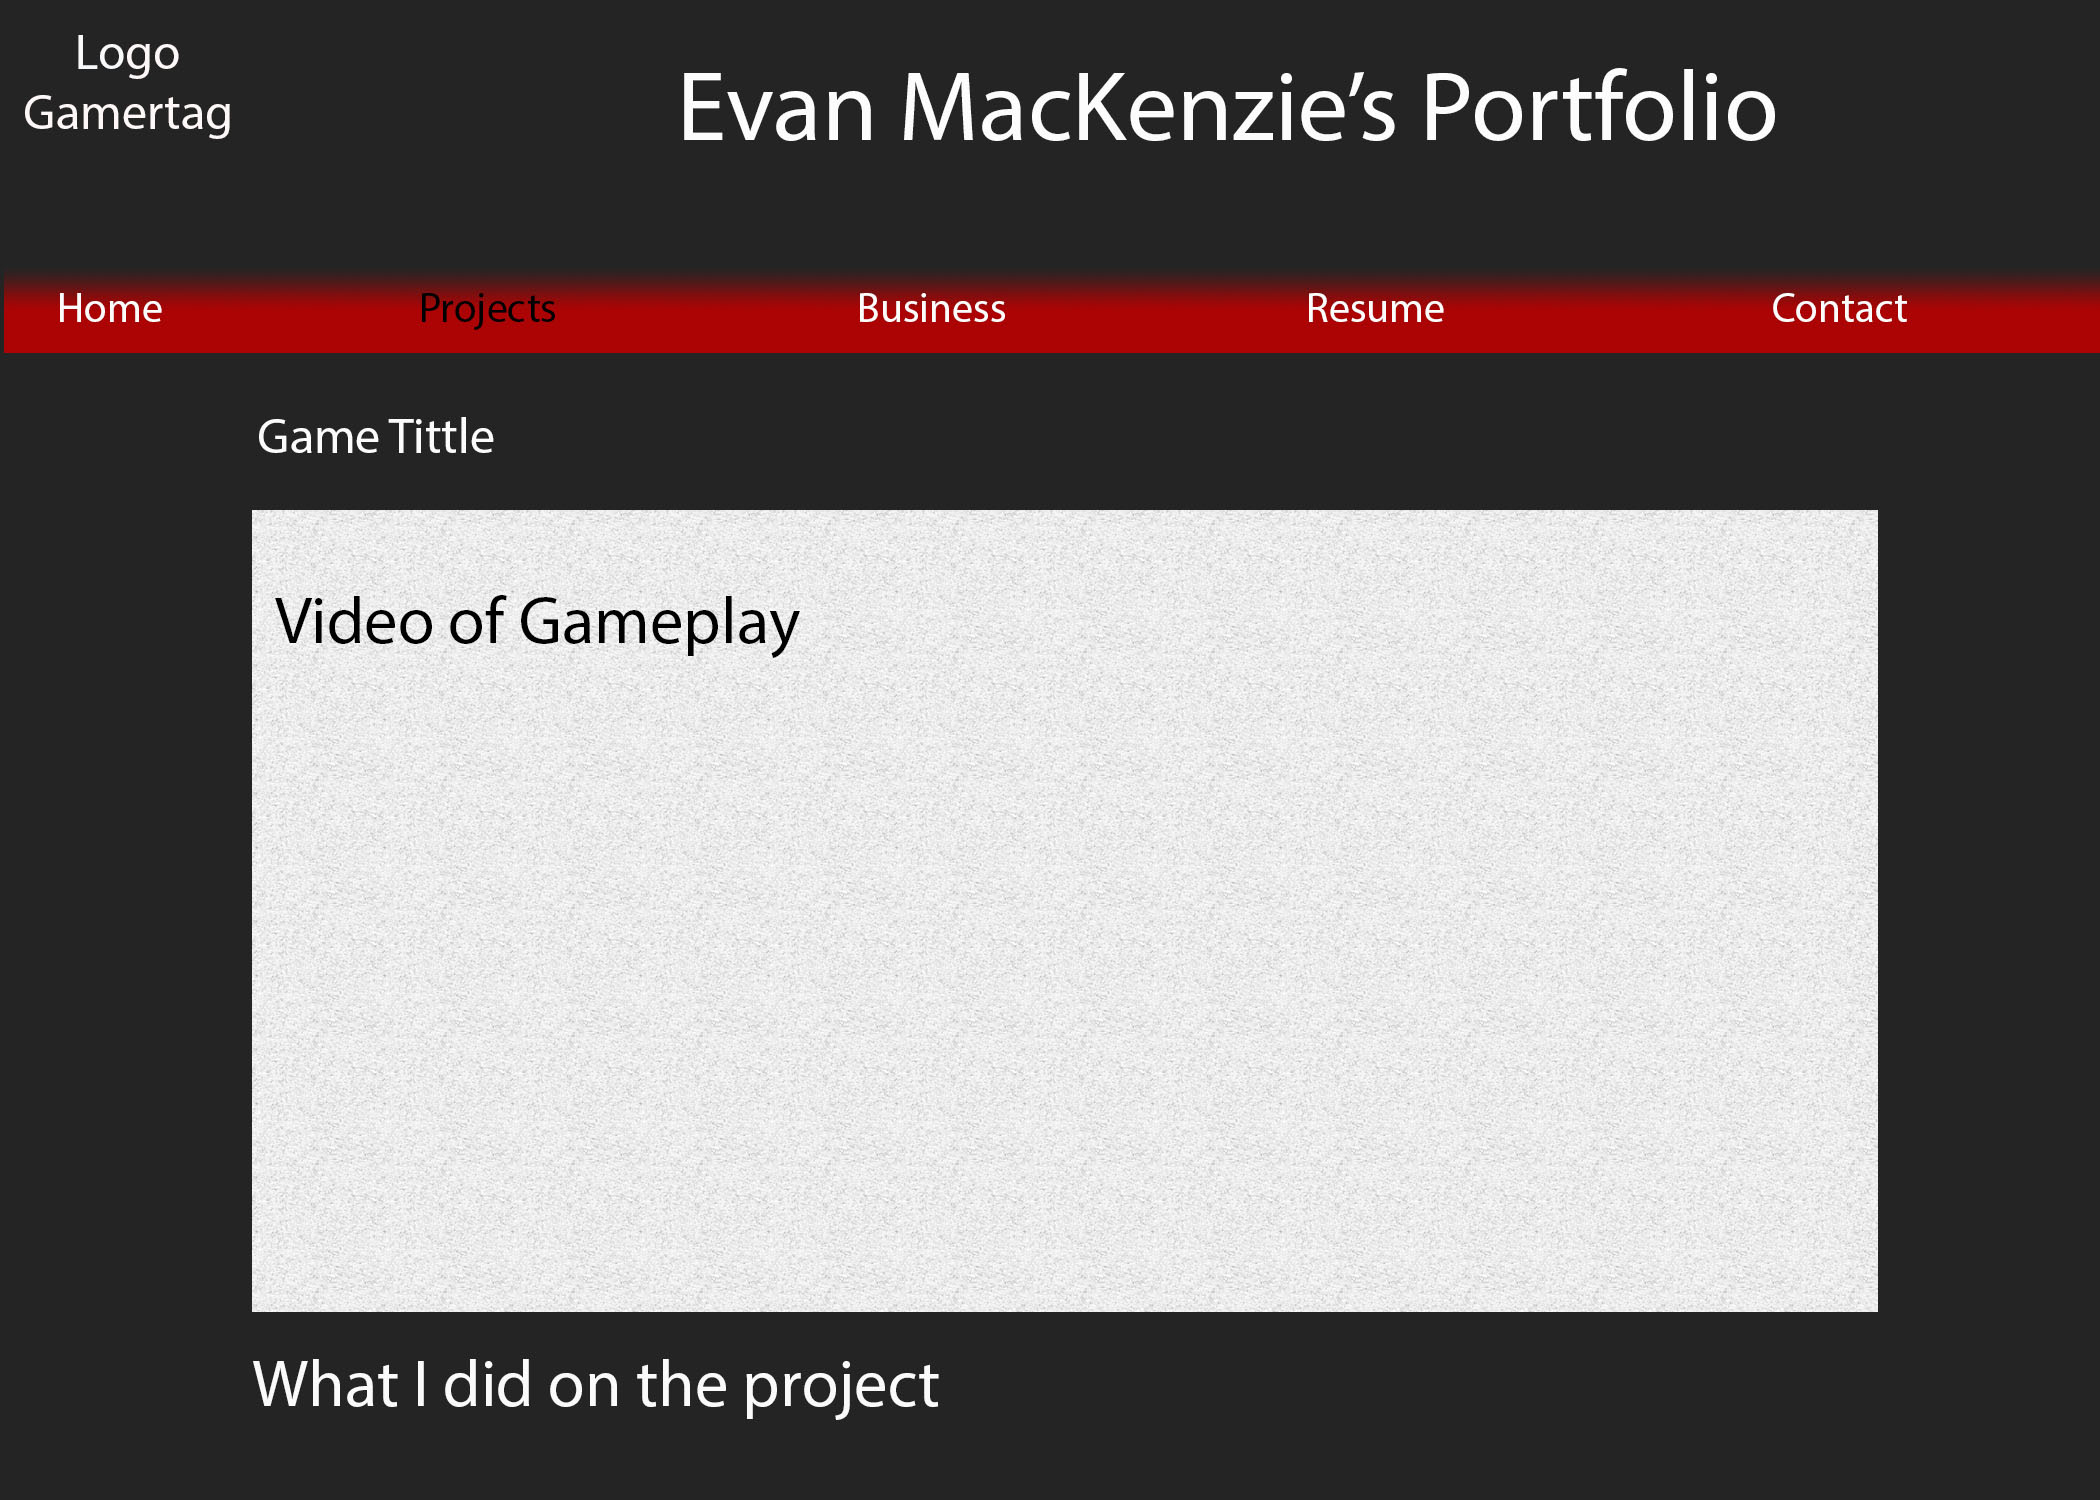 Logo
Gamertag
Evan MacKenzie’s Portfolio
Home Projects Business Resume Contact
Game Tittle
Video of Gameplay
What I did on the project